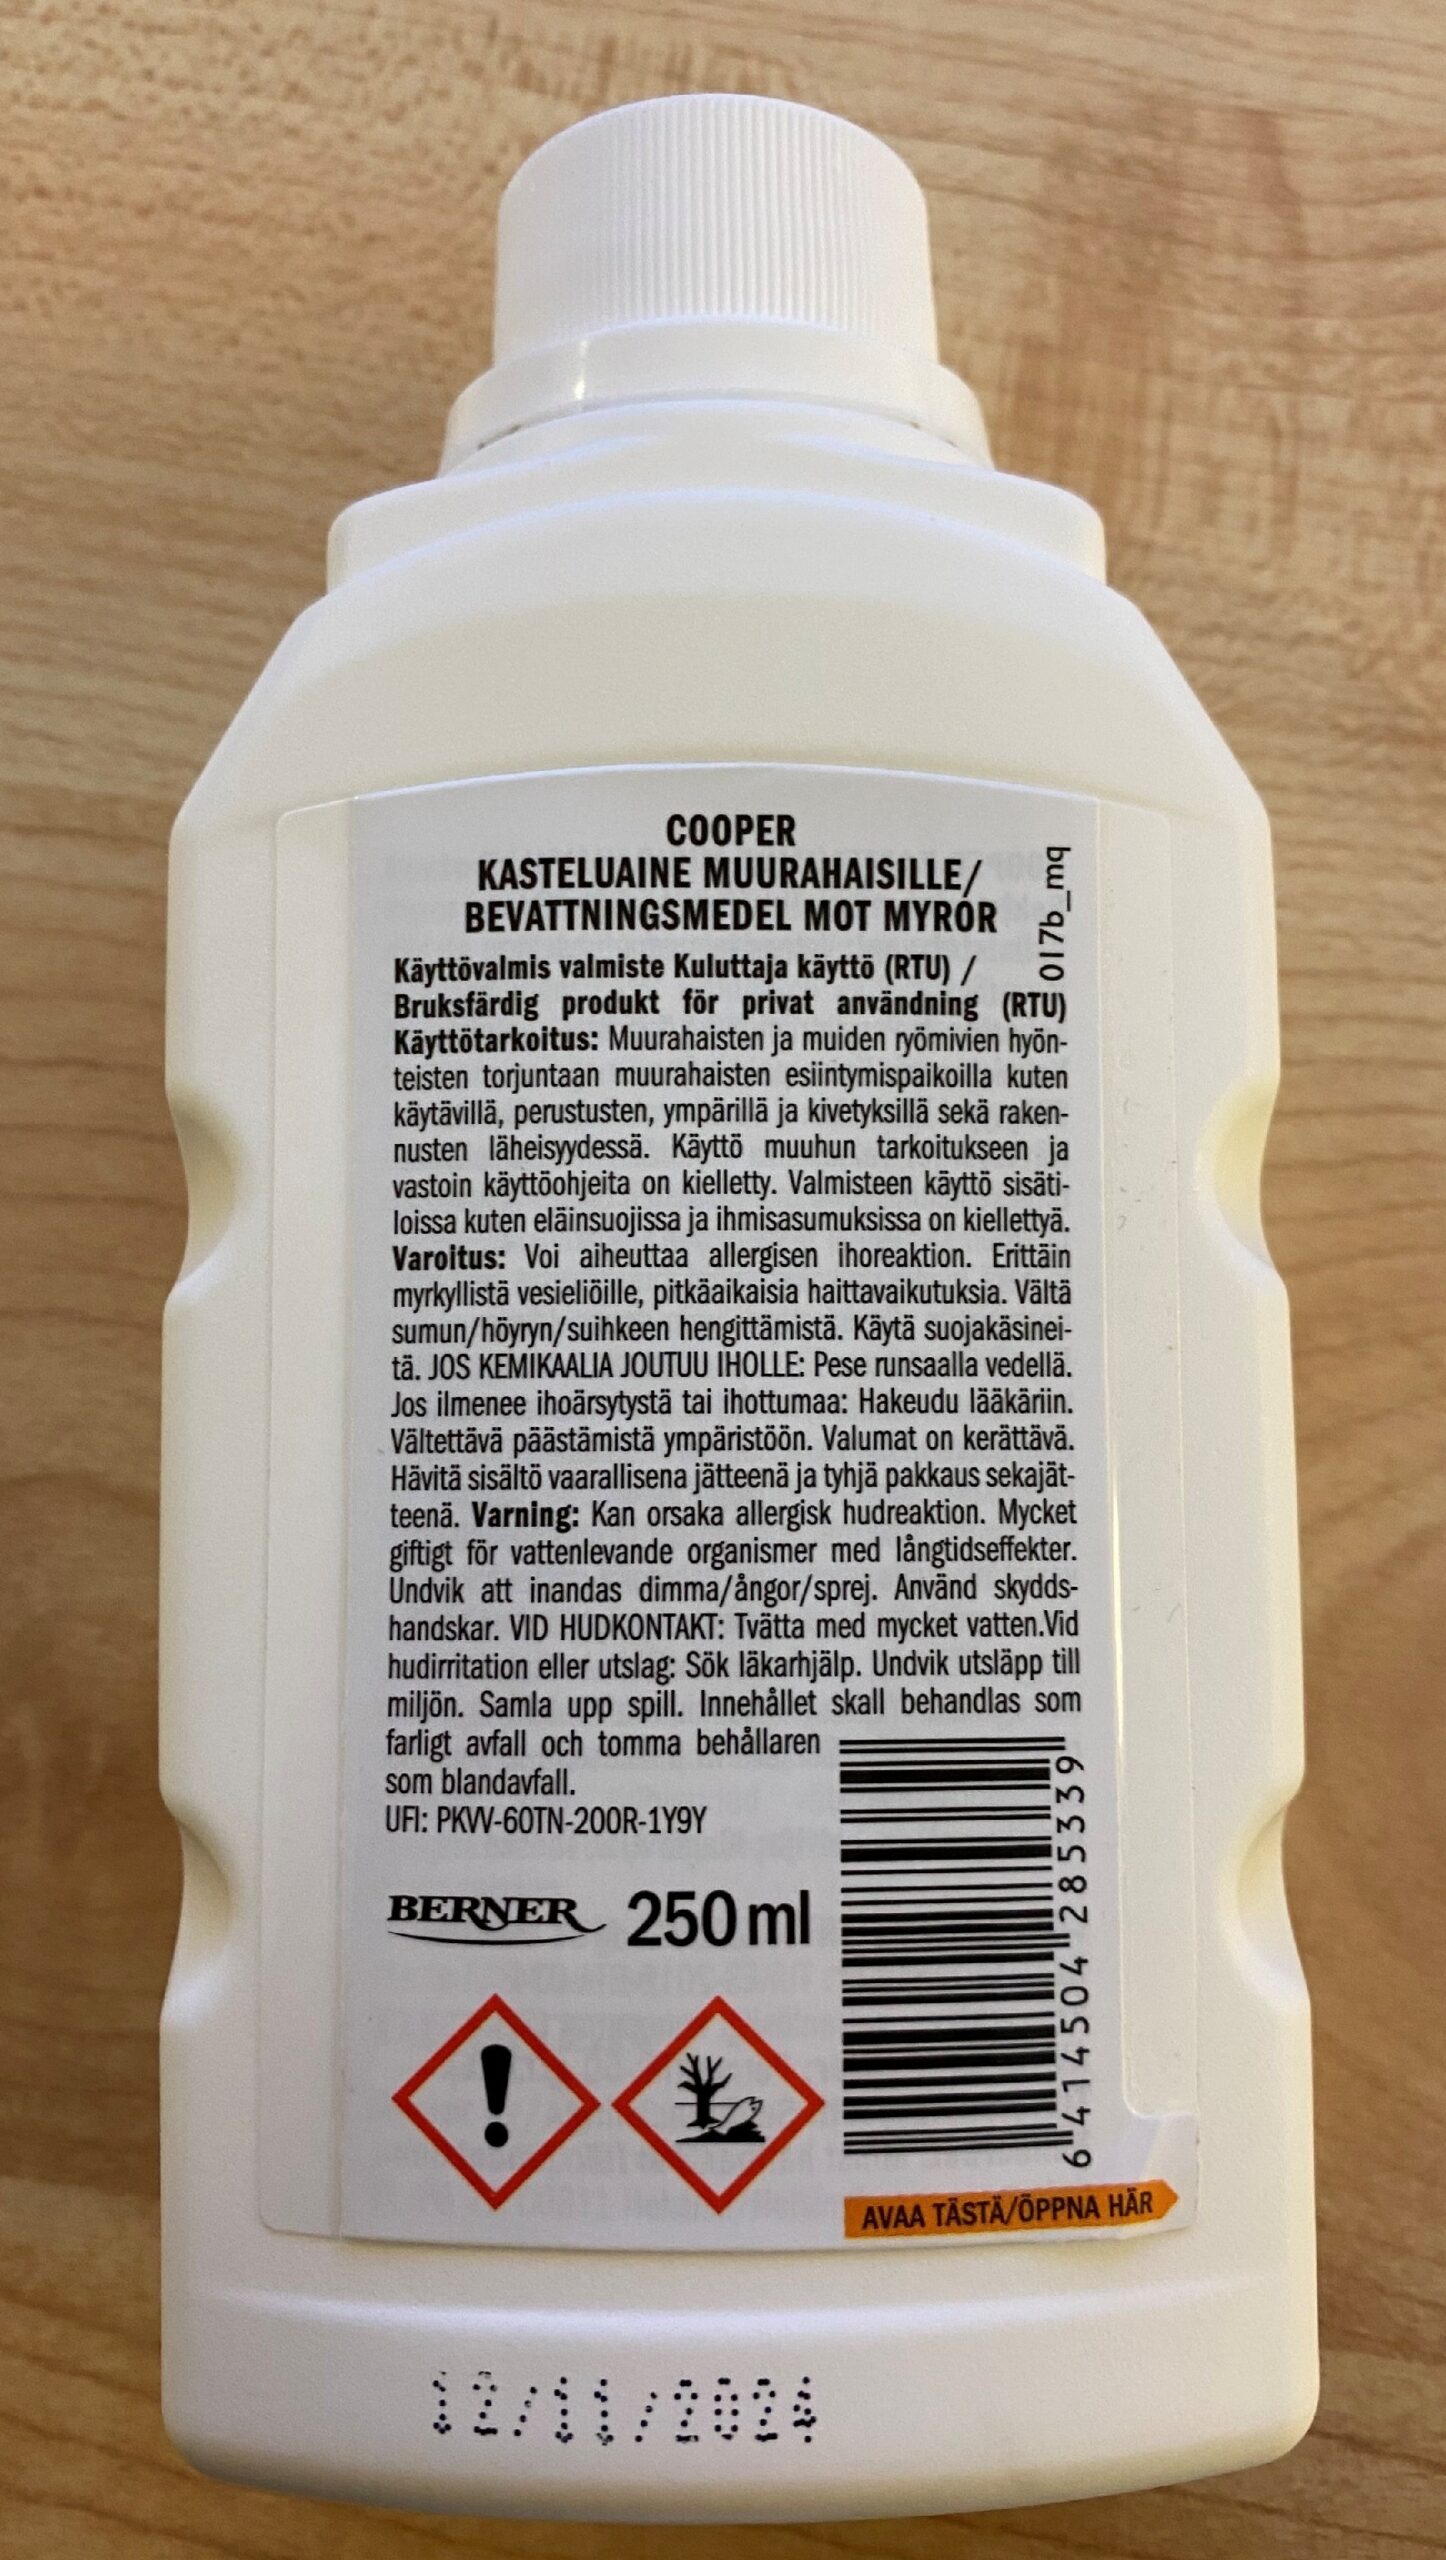 COOPER
KASTELUAINE MUURAHAISILLE/
BEVATTNINGSMEDEL MOT MYROR
017b_mq
Käyttövalmis valmiste Kuluttaja käyttö (RTU) /
Bruksfärdig produkt för privat användning (RTU)
Käyttötarkoitus: Muurahaisten ja muiden ryömivien hyön-
teisten torjuntaan muurahaisten esiintymispaikoilla kuten
käytävillä, perustusten, ympärillä ja kivetyksillä sekä raken-
nusten läheisyydessä. Käyttö muuhun tarkoitukseen ja
vastoin käyttöohjeita on kielletty. Valmisteen käyttö sisäti-
loissa kuten eläinsuojissa ja ihmisasumuksissa on kiellettyä.
Varoitus: Voi aiheuttaa allergisen ihoreaktion. Erittäin
myrkyllistä vesieliöille, pitkäaikaisia haittavaikutuksia. Vältä
sumun/höyryn/suihkeen hengittämistä. Käytä suojakäsinei-
tä. JOS KEMIKAALIA JOUTUU IHOLLE: Pese runsaalla vedellä.
Jos ilmenee ihoärsytystä tai ihottumaa: Hakeudu lääkäriin.
Vältettävä päästämistä ympäristöön. Valumat on kerättävä.
Hävitä sisältö vaarallisena jätteenä ja tyhjä pakkaus sekajät-
teenä. Varning: Kan orsaka allergisk hudreaktion. Mycket
giftigt för vattenlevande organismer med långtidseffekter.
Undvik att inandas dimma/ångor/sprej. Använd skydds-
handskar. VID HUDKONTAKT: Tvätta med mycket vatten.Vid
hudirritation eller utslag: Sök läkarhjälp. Undvik utsläpp till
miljön. Samla upp spill. Innehållet skall behandlas som
farligt avfall och tomma behållaren
som blandavfall.
UFI: PKVV-60TN-200R-1Y9Y
BERNER 250 ml
6 414504 285339
AVAA TÄSTÄ/ÖPPNA HÄR
12/11/2024